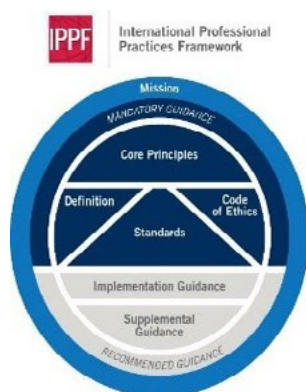 IPPF
International Professional
Practices Framework
Mission
MANDATORY GUIDANCE
Core Principles
Definition
Code
of Ethics
Standards
Implementation Guidance
Supplemental
Guidance
RECOMMENDED GUIDANCE